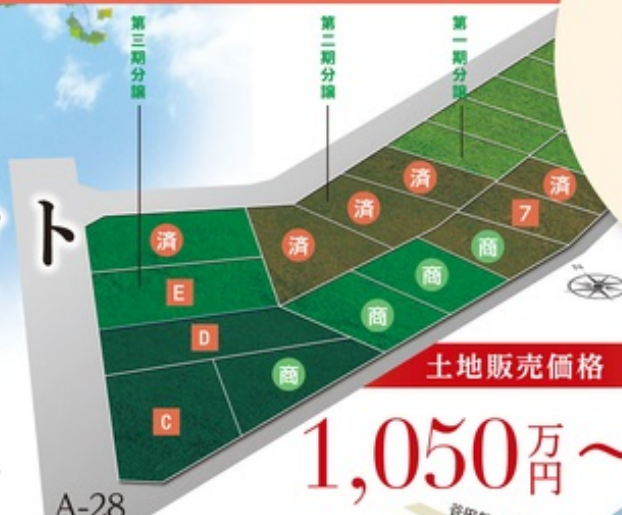 第三期分譲
第二期分譲
第一期分譲
ト
済
済
済
済
済
7
商
商
商
商
E
D
C
N
土地販売価格
1,050万円～
A-28